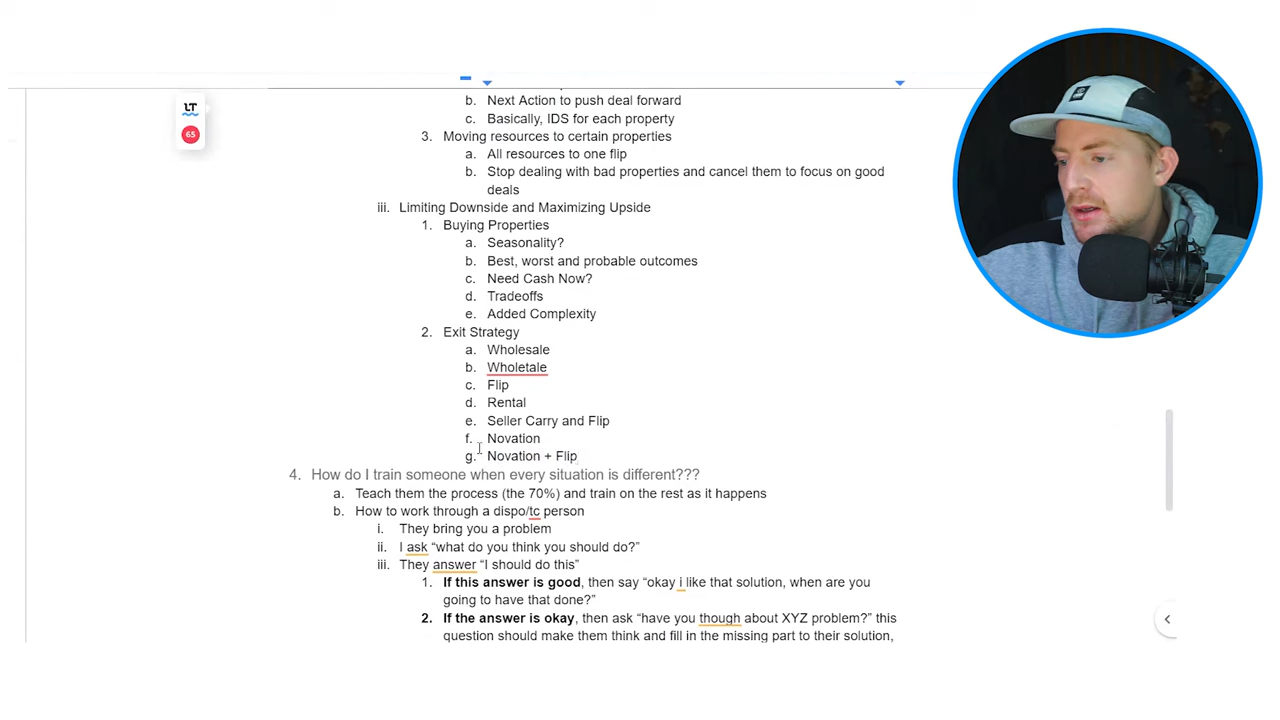 LT
65
b. Next Action to push deal forward
c. Basically, IDS for each property
3. Moving resources to certain properties
a. All resources to one flip
b. Stop dealing with bad properties and cancel them to focus on good
deals
iii. Limiting Downside and Maximizing Upside
1. Buying Properties
a. Seasonality?
b. Best, worst and probable outcomes
c. Need Cash Now?
d. Tradeoffs
e. Added Complexity
2. Exit Strategy
a. Wholesale
b. Wholetale
c. Flip
d. Rental
e. Seller Carry and Flip
f. Novation
g. Novation + Flip
4. How do I train someone when every situation is different???
a. Teach them the process (the 70%) and train on the rest as it happens
b. How to work through a dispo/tc person
i. They bring you a problem
ii. I ask “what do you think you should do?”
iii. They answer “I should do this”
1. If this answer is good, then say “okay i like that solution, when are you
going to have that done?”
2. If the answer is okay, then ask “have you though about XYZ problem?” this
question should make them think and fill in the missing part to their solution,